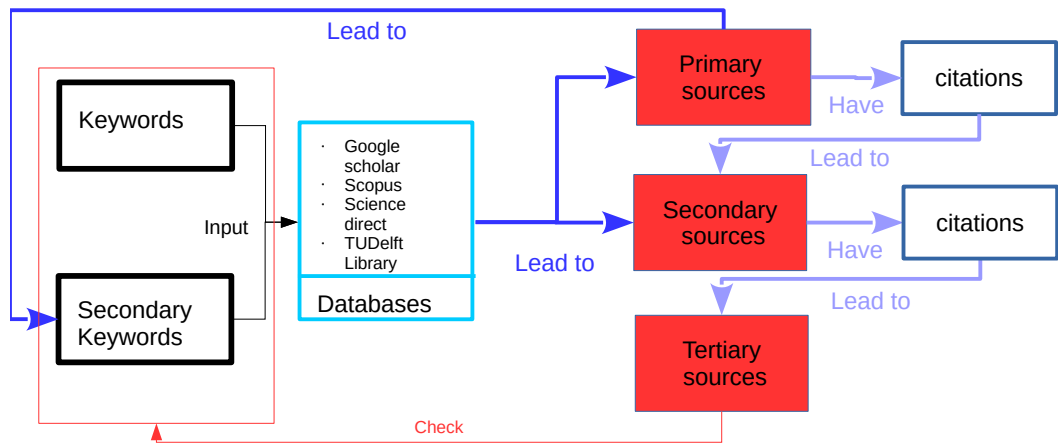 Lead to
Primary
sources
Have
citations
Lead to
Keywords
Input
Secondary
Keywords
· Google
scholar
· Scopus
· Science
direct
· TUDelft
Library
Databases
Lead to
Secondary
sources
Have
citations
Lead to
Tertiary
sources
Check